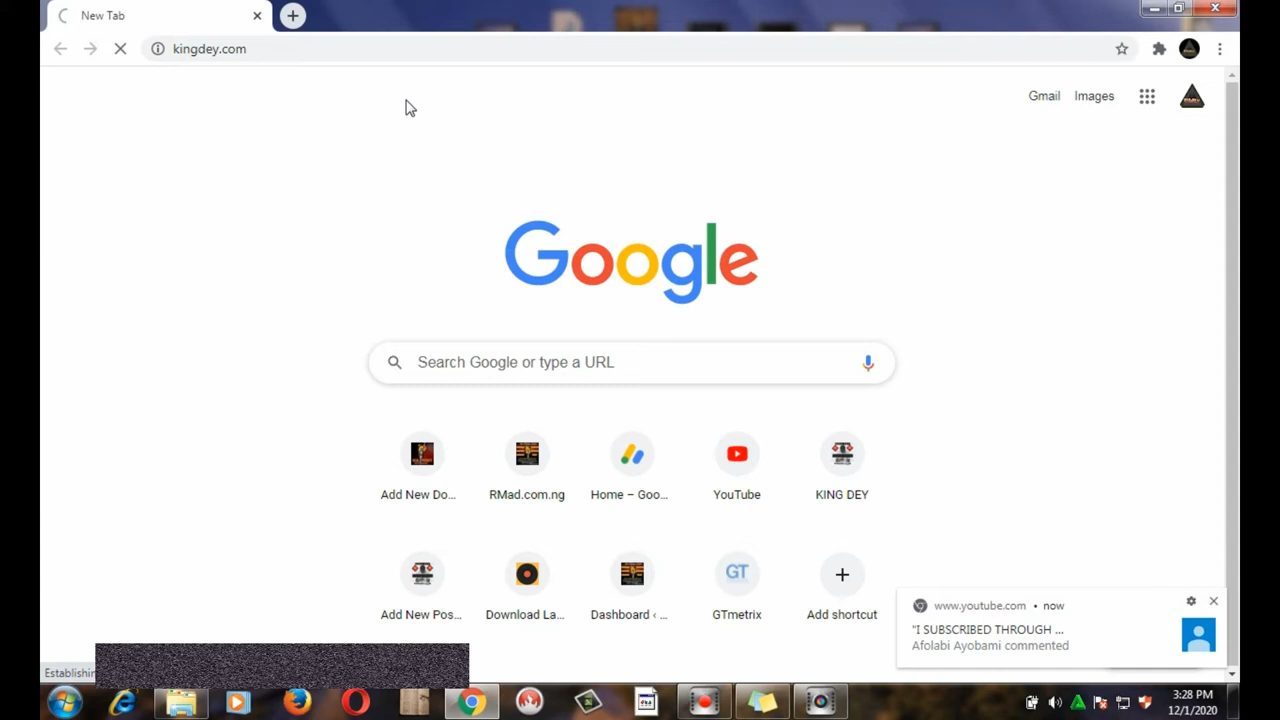 New Tab
kingdey.com
Gmail Images
Google
Search Google or type a URL
Add New Do...
RMad.com.ng
Home – Goo...
YouTube
KING DEY
Add New Pos...
Download La...
Dashboard ‹ ...
GT
GTmetrix
Add shortcut
www.youtube.com • now
"I SUBSCRIBED THROUGH ...
Afolabi Ayobami commented
Establishin
3:28 PM
12/1/2020